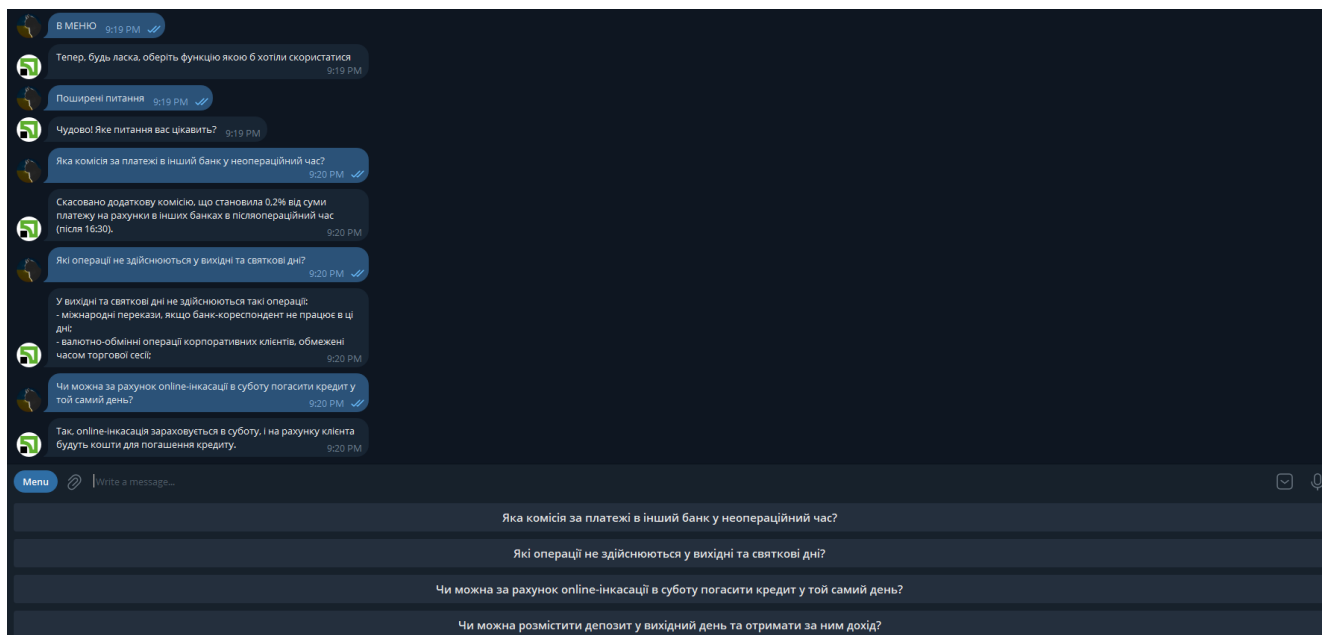 В МЕНЮ 9:19 PM
Тепер, будь ласка, оберіть функцію якою б хотіли скористатися
9:19 PM
Поширені питання 9:19 PM
Чудово! Яке питання вас цікавить? 9:19 PM
Яка комісія за платежі в інший банк у неопераційний час?
9:20 PM
Скасовано додаткову комісію, що становила 0,2% від суми
платежу на рахунки в інших банках в післяопераційний час
(після 16:30). 9:20 PM
Які операції не здійснюються у вихідні та святкові дні?
9:20 PM
У вихідні та святкові дні не здійснюються такі операції:
- міжнародні перекази, якщо банк-кореспондент не працює в ці
дні;
- валютно-обмінні операції корпоративних клієнтів, обмежені
часом торгової сесії; 9:20 PM
Чи можна за рахунок online-інкасації в суботу погасити кредит у
той самий день? 9:20 PM
Так, online-інкасація зараховується в суботу, і на рахунку клієнта
будуть кошти для погашення кредиту. 9:20 PM
Menu Write a message...
Яка комісія за платежі в інший банк у неопераційний час?
Які операції не здійснюються у вихідні та святкові дні?
Чи можна за рахунок online-інкасації в суботу погасити кредит у той самий день?
Чи можна розмістити депозит у вихідний день та отримати за ним дохід?